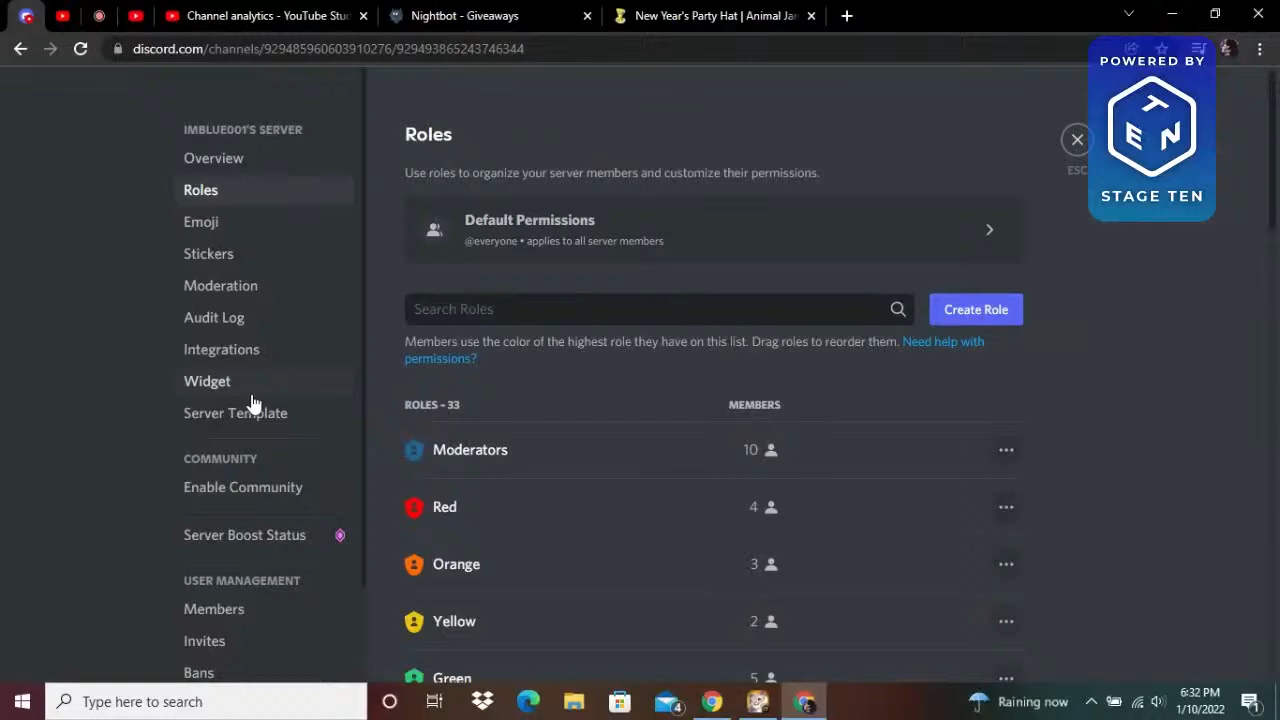 Channel analytics - YouTube Stu
Nightbot - Giveaways
New Year's Party Hat | Animal Ja
discord.com/channels/929485960603910276/929493865243746344
POWERED BY
TEN
STAGE TEN
IMBLUE001'S SERVER
Overview
Roles
Emoji
Stickers
Moderation
Audit Log
Integrations
Widget
Server Template
COMMUNITY
Enable Community
Server Boost Status
USER MANAGEMENT
Members
Invites
Bans
Roles
Use roles to organize your server members and customize their permissions.
ESC
Default Permissions
@everyone • applies to all server members
Search Roles
Create Role
Members use the color of the highest role they have on this list. Drag roles to reorder them. Need help with
permissions?
ROLES - 33 MEMBERS
Moderators 10
Red 4
Orange 3
Yellow 2
Green 5
Type here to search
4
Raining now
6:32 PM
1/10/2022
1